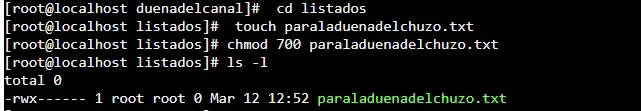 [root@localhost duenadelcanal]#  cd listados
[root@localhost listados]#  touch paraladuenadelchuzo.txt
[root@localhost listados]# chmod 700 paraladuenadelchuzo.txt
[root@localhost listados]# ls -l
total 0
-rwx------ 1 root root 0 Mar 12 12:52 paraladuenadelchuzo.txt